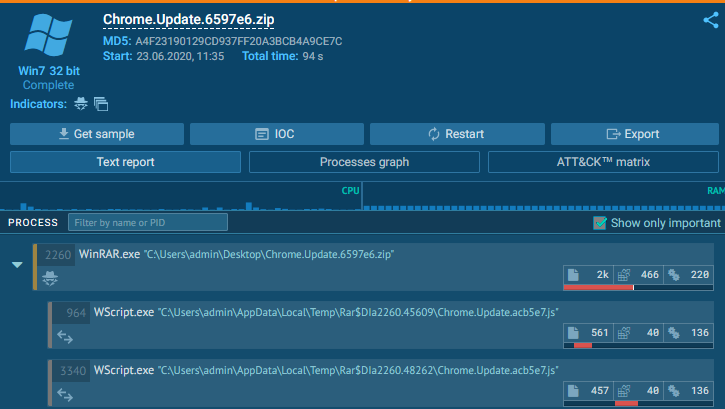 Chrome.Update.6597e6.zip
MD5: A4F23190129CD937FF20A3BCB4A9CE7C
Start: 23.06.2020, 11:35 Total time: 94 s
Win7 32 bit
Complete
Indicators:
Get sample IOC Restart Export
Text report Processes graph ATT&CK™ matrix
CPU RAM
PROCESS Filter by name or PID Show only important
2260 WinRAR.exe "C:\Users\admin\Desktop\Chrome.Update.6597e6.zip"
2k 466 220
964 WScript.exe "C:\Users\admin\AppData\Local\Temp\Rar$DIa2260.45609\Chrome.Update.acb5e7.js"
561 40 136
3340 WScript.exe "C:\Users\admin\AppData\Local\Temp\Rar$DIa2260.48262\Chrome.Update.acb5e7.js"
457 40 136